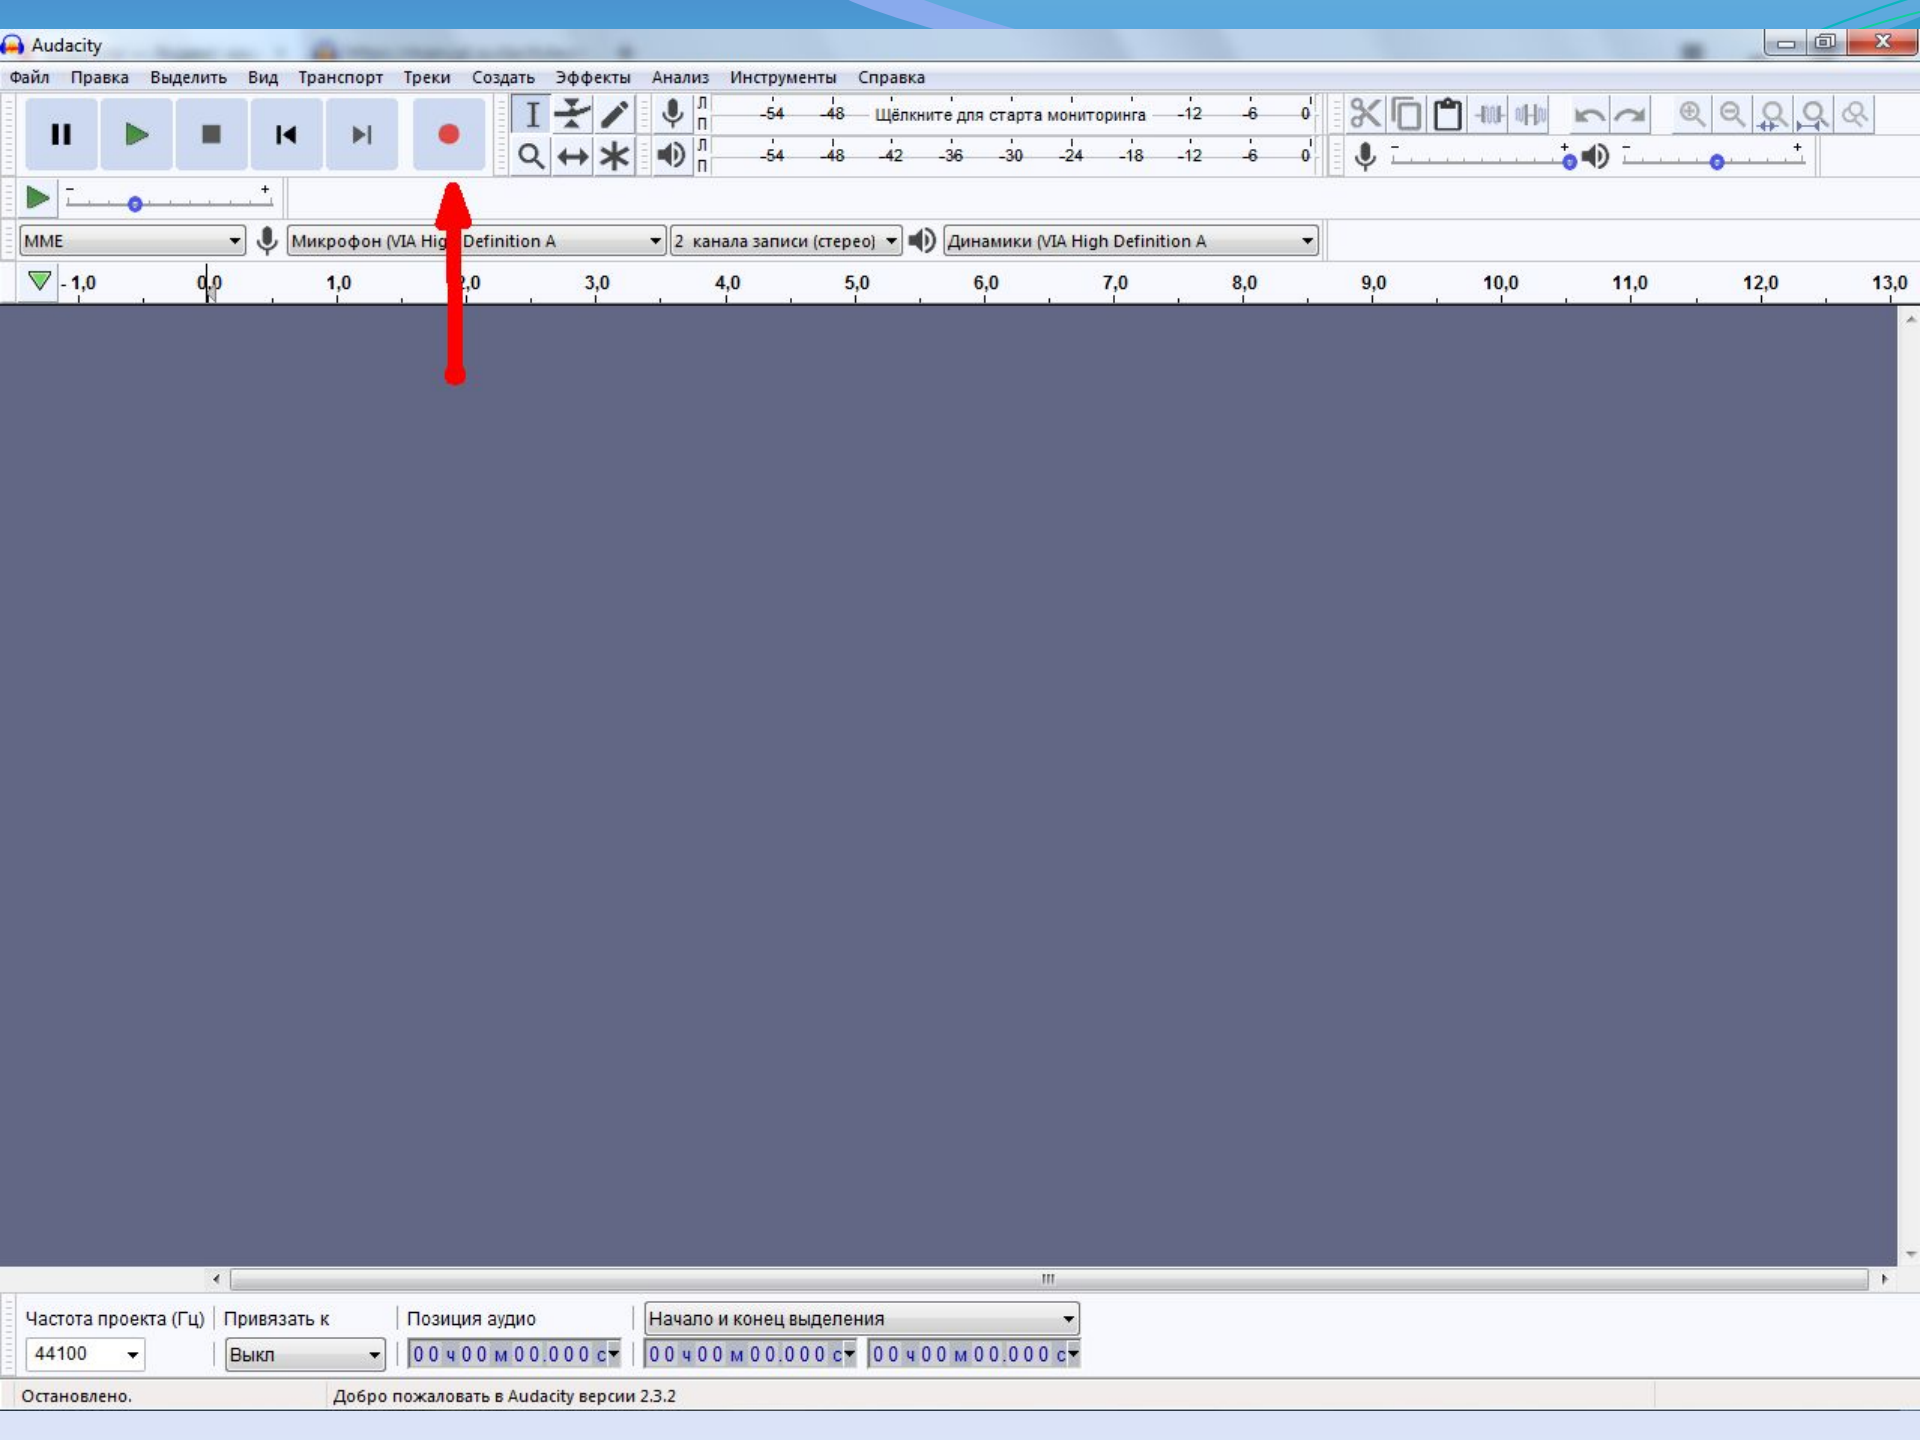 Audacity
Файл Правка Выделить Вид Транспорт Треки Создать Эффекты Анализ Инструменты Справка
Л П -54 -48 Щёлкните для старта мониторинга -12 -6 0
Л П -54 -48 -42 -36 -30 -24 -18 -12 -6 0
- +
- +
- +
MME Микрофон (VIA Hig Definition A 2 канала записи (стерео) Динамики (VIA High Definition A
- 1,0 0,0 1,0 2,0 3,0 4,0 5,0 6,0 7,0 8,0 9,0 10,0 11,0 12,0 13,0
Частота проекта (Гц) Привязать к Позиция аудио Начало и конец выделения
44100 Выкл 00 ч 00 м 00.000 с 00 ч 00 м 00.000 с 00 ч 00 м 00.000 с
Остановлено. Добро пожаловать в Audacity версии 2.3.2